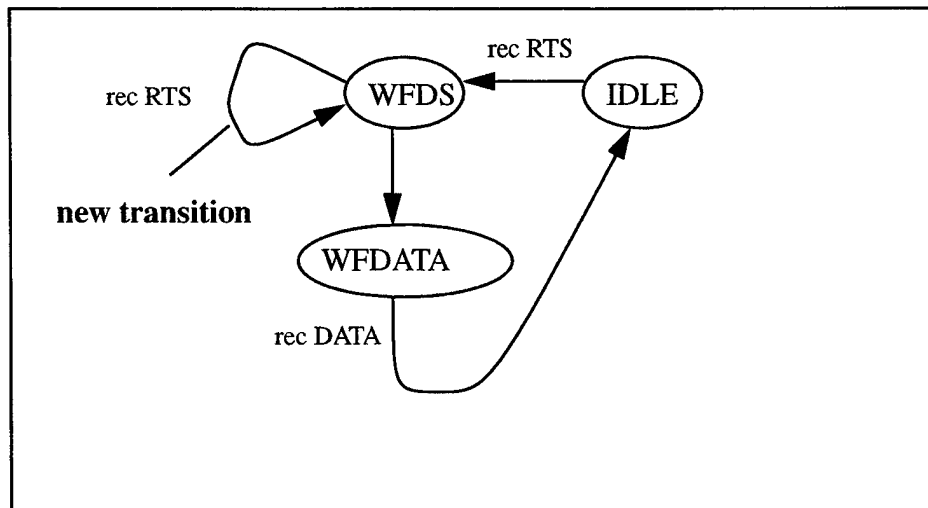 rec RTS
WFDS
IDLE
rec RTS
new transition
WFDATA
rec DATA